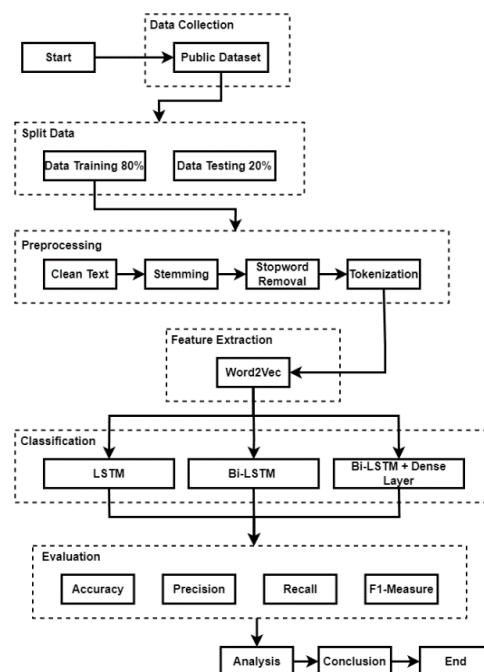 Data Collection
Start
Public Dataset
Split Data
Data Training 80%
Data Testing 20%
Preprocessing
Clean Text
Stemming
Stopword
Removal
Tokenization
Feature Extraction
Word2Vec
Classification
LSTM
Bi-LSTM
Bi-LSTM + Dense
Layer
Evaluation
Accuracy
Precision
Recall
F1-Measure
Analysis
Conclusion
End